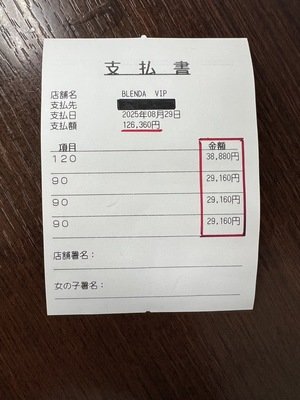 支払書
店舗名 BLENDA VIP
支払先
支払日 2025年08月29日
支払額 126,360円
項目 金額
120 38,880円
90 29,160円
90 29,160円
90 29,160円
店舗署名：
女の子署名：